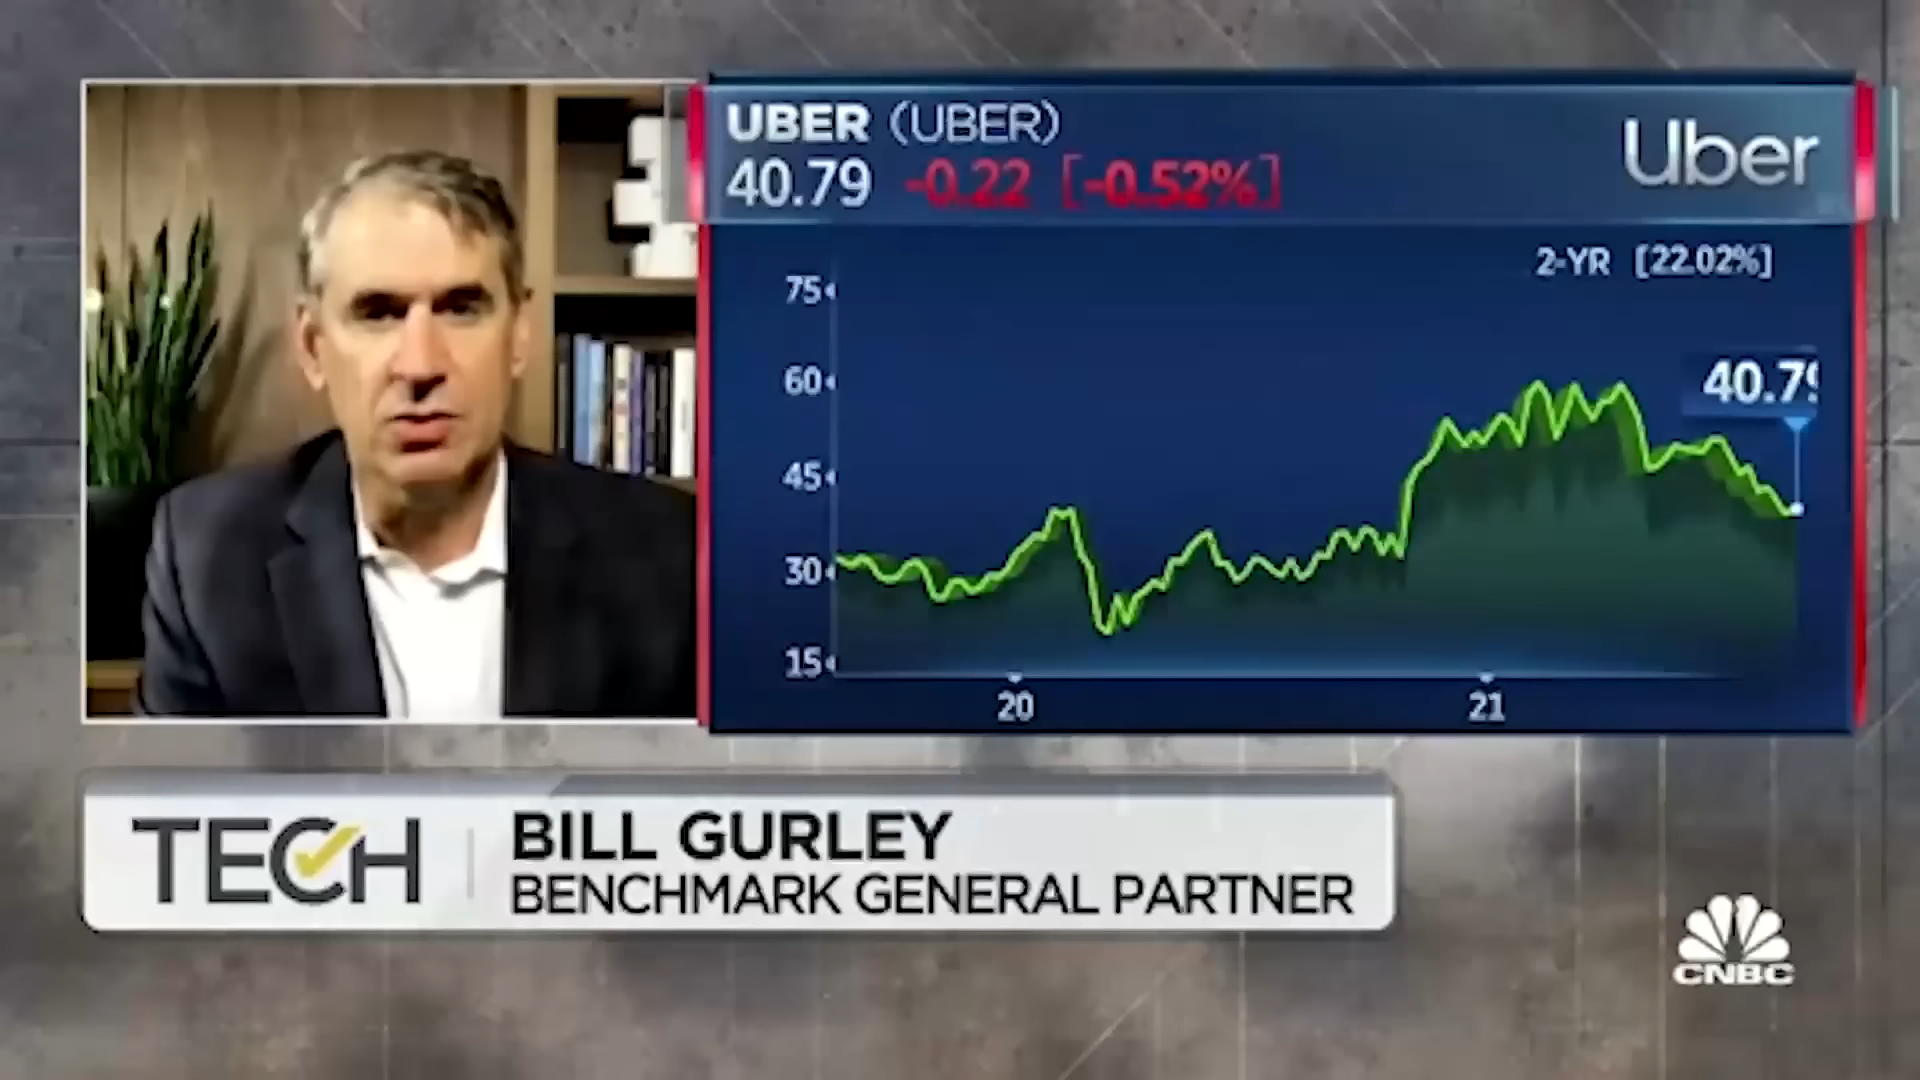 UBER (UBER)
40.79 -0.22 [-0.52%]
Uber
2-YR [22.02%]
75
60
45
30
15
40.79
20
21
TECH
BILL GURLEY
BENCHMARK GENERAL PARTNER
CNBC